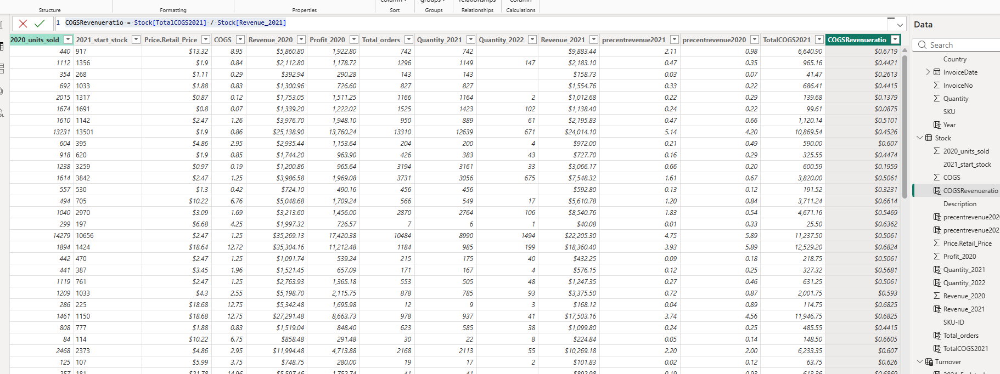 column
groups
relationships
column
Structure Formatting Properties Sort Groups Relationships Calculations
1 COGSRevenueratio = Stock[TotalCOGS2021] / Stock[Revenue_2021]
2020_units_sold 2021_start_stock Price.Retail_Price COGS Revenue_2020 Profit_2020 Total_orders Quantity_2021 Quantity_2022 Revenue_2021 precentrevenue2021 precentrevenue2020 TotalCOGS2021 COGSRevenueratio
440 917 $13.32 8.95 $5,860.80 1,922.80 742 742 $9,883.44 2.11 0.98 6,640.90 $0.6719
1112 1356 $1.9 0.84 $2,112.80 1,178.72 1296 1149 147 $2,183.10 0.47 0.35 965.16 $0.4421
354 268 $1.11 0.29 $392.94 290.28 143 143 $158.73 0.03 0.07 41.47 $0.2613
692 1033 $1.88 0.83 $1,300.96 726.60 827 827 $1,554.76 0.33 0.22 686.41 $0.4415
2015 1317 $0.87 0.12 $1,753.05 1,511.25 1166 1164 2 $1,012.68 0.22 0.29 139.68 $0.1379
1674 1691 $0.8 0.07 $1,339.20 1,222.02 1525 1423 102 $1,138.40 0.24 0.22 99.61 $0.0875
1610 1142 $2.47 1.26 $3,976.70 1,948.10 950 889 61 $2,195.83 0.47 0.66 1,120.14 $0.5101
13231 13501 $1.9 0.86 $25,138.90 13,760.24 13310 12639 671 $24,014.10 5.14 4.20 10,869.54 $0.4526
604 395 $4.86 2.95 $2,935.44 1,153.64 204 200 4 $972.00 0.21 0.49 590.00 $0.607
918 620 $1.9 0.85 $1,744.20 963.90 426 383 43 $727.70 0.16 0.29 325.55 $0.4474
1238 3259 $0.97 0.19 $1,200.86 965.64 3194 3161 33 $3,066.17 0.66 0.20 600.59 $0.1959
1614 3842 $2.47 1.25 $3,986.58 1,969.08 3731 3056 675 $7,548.32 1.61 0.67 3,820.00 $0.5061
557 530 $1.3 0.42 $724.10 490.16 456 456 $592.80 0.13 0.12 191.52 $0.3231
494 705 $10.22 6.76 $5,048.68 1,709.24 566 549 17 $5,610.78 1.20 0.84 3,711.24 $0.6614
1040 2970 $3.09 1.69 $3,213.60 1,456.00 2870 2764 106 $8,540.76 1.83 0.54 4,671.16 $0.5469
299 197 $6.68 4.25 $1,997.32 726.57 7 6 1 $40.08 0.01 0.33 25.50 $0.6362
14279 10656 $2.47 1.25 $35,269.13 17,420.38 10484 8990 1494 $22,205.30 4.75 5.89 11,237.50 $0.5061
1894 1424 $18.64 12.72 $35,304.16 11,212.48 1184 985 199 $18,360.40 3.93 5.89 12,529.20 $0.6824
442 470 $2.47 1.25 $1,091.74 539.24 215 175 40 $432.25 0.09 0.18 218.75 $0.5061
441 387 $3.45 1.96 $1,521.45 657.09 171 167 4 $576.15 0.12 0.25 327.32 $0.5681
1119 761 $2.47 1.25 $2,763.93 1,365.18 553 505 48 $1,247.35 0.27 0.46 631.25 $0.5061
1209 1033 $4.3 2.55 $5,198.70 2,115.75 878 785 93 $3,375.50 0.72 0.87 2,001.75 $0.593
286 225 $18.68 12.75 $5,342.48 1,695.98 12 9 3 $168.12 0.04 0.89 114.75 $0.6825
1461 1150 $18.68 12.75 $27,291.48 8,663.73 978 937 41 $17,503.16 3.74 4.56 11,946.75 $0.6825
808 777 $1.88 0.83 $1,519.04 848.40 623 585 38 $1,099.80 0.24 0.25 485.55 $0.4415
84 114 $10.22 6.75 $858.48 291.48 30 22 8 $224.84 0.05 0.14 148.50 $0.6605
2468 2373 $4.86 2.95 $11,994.48 4,713.88 2168 2113 55 $10,269.18 2.20 2.00 6,233.35 $0.607
125 107 $5.99 3.75 $748.75 280.00 19 17 2 $101.83 0.02 0.12 63.75 $0.626
257 181 $21.78 14.96 $5,597.46 1,752.74 41 41 $892.98 0.19 0.93 613.36 $0.6869
Data
Search
Country
InvoiceDate
InvoiceNo
Quantity
SKU
Year
Stock
2020_units_sold
2021_start_stock
COGS
COGSRevenueratio
Description
precentrevenue202
precentrevenue202
Price.Retail_Price
Profit_2020
Quantity_2021
Quantity_2022
Revenue_2020
Revenue_2021
SKU-ID
Total_orders
TotalCOGS2021
Turnover